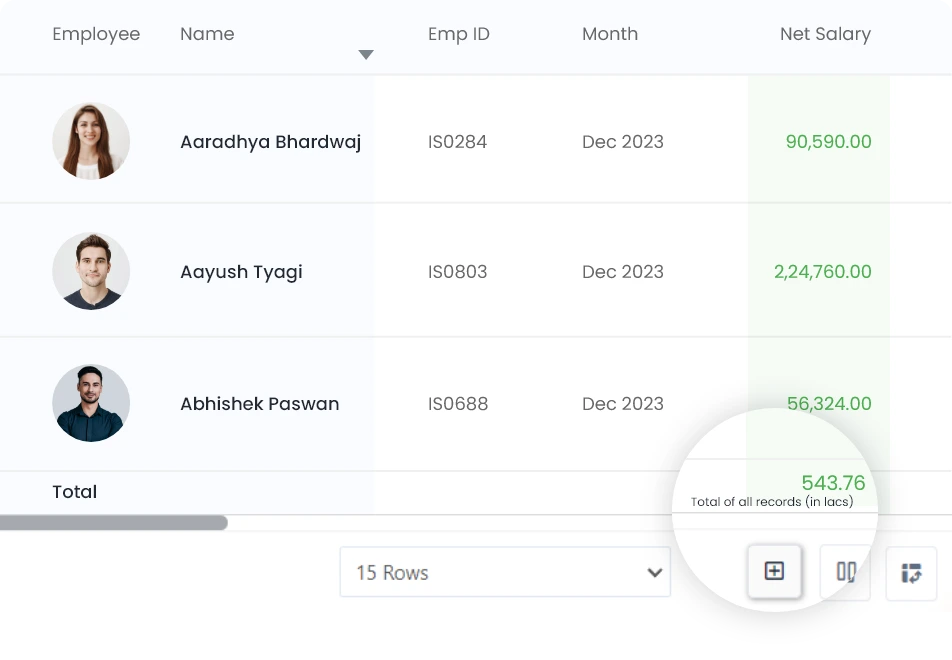 Employee Name Emp ID Month Net Salary
Aaradhya Bhardwaj IS0284 Dec 2023 90,590.00
Aayush Tyagi IS0803 Dec 2023 2,24,760.00
Abhishek Paswan IS0688 Dec 2023 56,324.00
Total 543.76
Total of all records (in lacs)
15 Rows